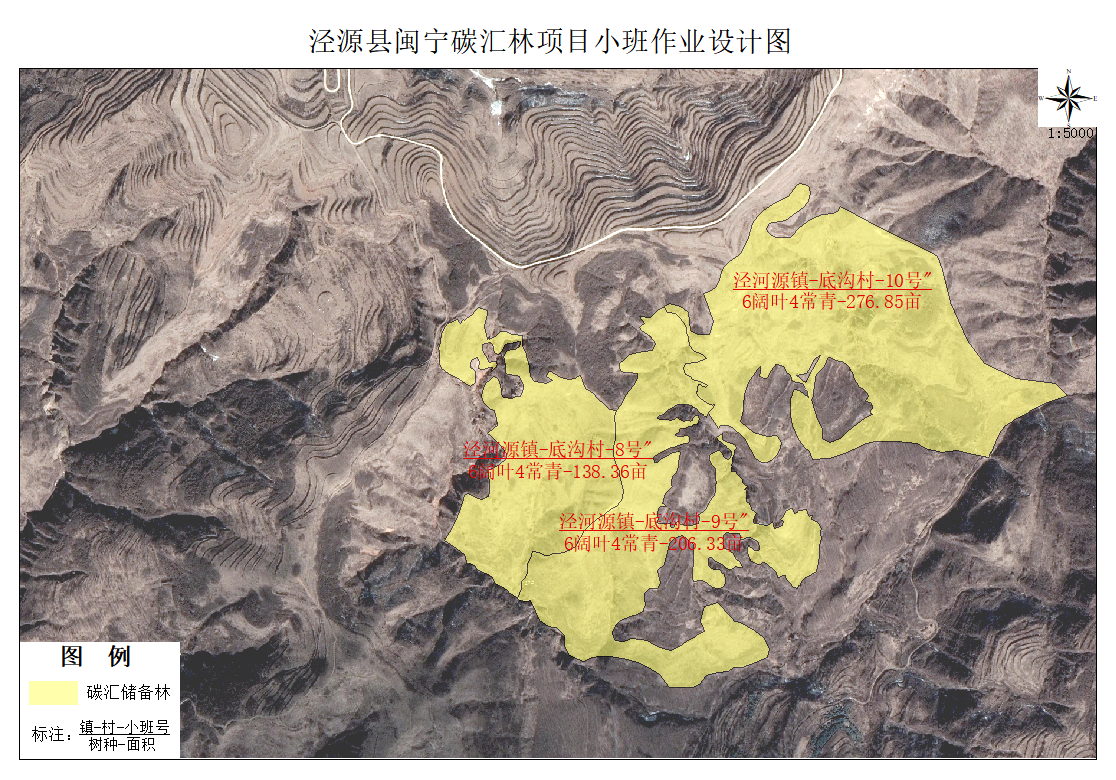 泾源县闽宁碳汇林项目小班作业设计图
N
W
E
S
1:5000
泾河源镇-底沟村-10号"
6阔叶4常青-276.85亩
泾河源镇-底沟村-8号"
6阔叶4常青-138.36亩
泾河源镇-底沟村-9号"
6阔叶4常青-206.33亩
图 例
碳汇储备林
标注:
镇-村-小班号
树种-面积